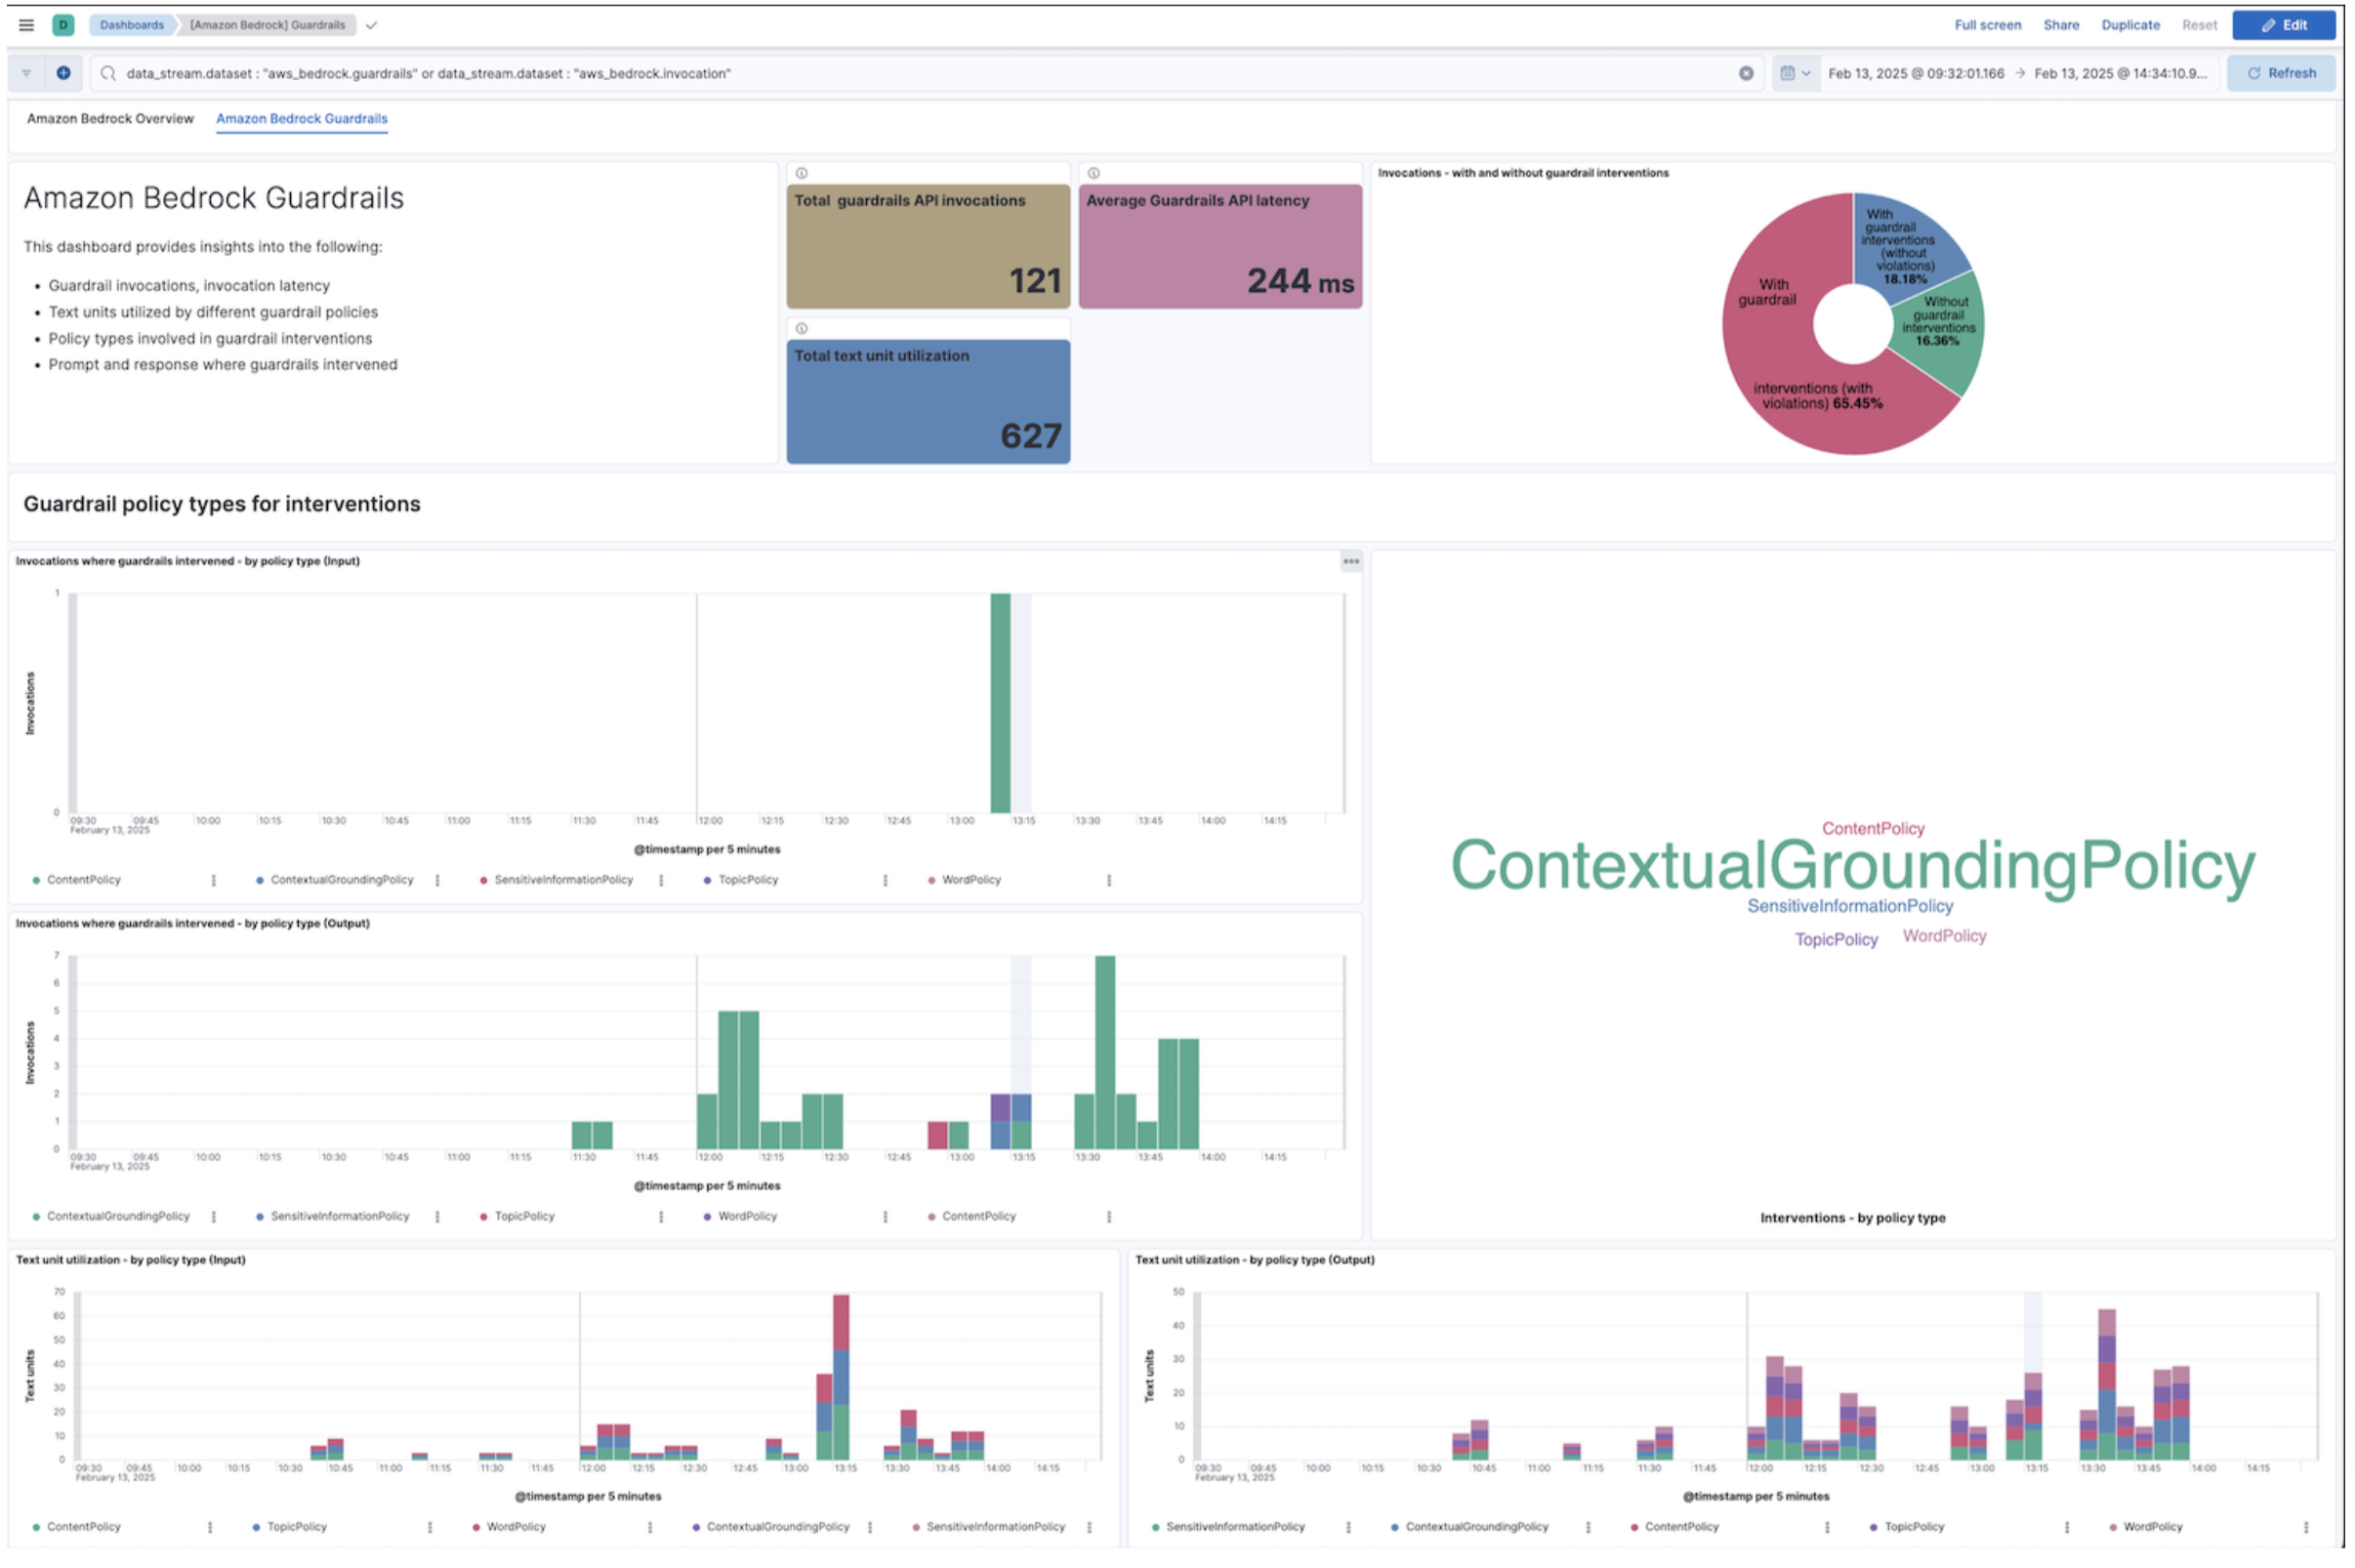 D Dashboards [Amazon Bedrock] Guardrails Full screen Share Duplicate Reset Edit
data_stream.dataset : "aws_bedrock.guardrails" or data_stream.dataset : "aws_bedrock.invocation" Feb 13, 2025 @ 09:32:01.166 → Feb 13, 2025 @ 14:34:10.9... Refresh
Amazon Bedrock Overview Amazon Bedrock Guardrails
Amazon Bedrock Guardrails
This dashboard provides insights into the following:
• Guardrail invocations, invocation latency
• Text units utilized by different guardrail policies
• Policy types involved in guardrail interventions
• Prompt and response where guardrails intervened
Total guardrails API invocations
121
Average Guardrails API latency
244 ms
Total text unit utilization
627
Invocations - with and without guardrail interventions
With
guardrail
interventions
(without
violations)
18.18%
Without
guardrail
interventions
16.36%
With
guardrail
interventions (with
violations) 65.45%
Guardrail policy types for interventions
Invocations where guardrails intervened - by policy type (Input)
Invocations
1
0
09:30 09:45 10:00 10:15 10:30 10:45 11:00 11:15 11:30 11:45 12:00 12:15 12:30 12:45 13:00 13:15 13:30 13:45 14:00 14:15
February 13, 2025
@timestamp per 5 minutes
ContentPolicy ContextualGroundingPolicy SensitiveInformationPolicy TopicPolicy WordPolicy
Invocations where guardrails intervened - by policy type (Output)
Invocations
7
6
5
4
3
2
1
0
09:30 09:45 10:00 10:15 10:30 10:45 11:00 11:15 11:30 11:45 12:00 12:15 12:30 12:45 13:00 13:15 13:30 13:45 14:00 14:15
February 13, 2025
@timestamp per 5 minutes
ContextualGroundingPolicy SensitiveInformationPolicy TopicPolicy WordPolicy ContentPolicy
ContentPolicy
ContextualGroundingPolicy
SensitiveInformationPolicy
TopicPolicy WordPolicy
Interventions - by policy type
Text unit utilization - by policy type (Input)
Text units
70
60
50
40
30
20
10
0
09:30 09:45 10:00 10:15 10:30 10:45 11:00 11:15 11:30 11:45 12:00 12:15 12:30 12:45 13:00 13:15 13:30 13:45 14:00 14:15
February 13, 2025
@timestamp per 5 minutes
ContentPolicy TopicPolicy WordPolicy ContextualGroundingPolicy SensitiveInformationPolicy
Text unit utilization - by policy type (Output)
Text units
50
40
30
20
10
0
09:30 09:45 10:00 10:15 10:30 10:45 11:00 11:15 11:30 11:45 12:00 12:15 12:30 12:45 13:00 13:15 13:30 13:45 14:00 14:15
February 13, 2025
@timestamp per 5 minutes
SensitiveInformationPolicy ContextualGroundingPolicy ContentPolicy TopicPolicy WordPolicy